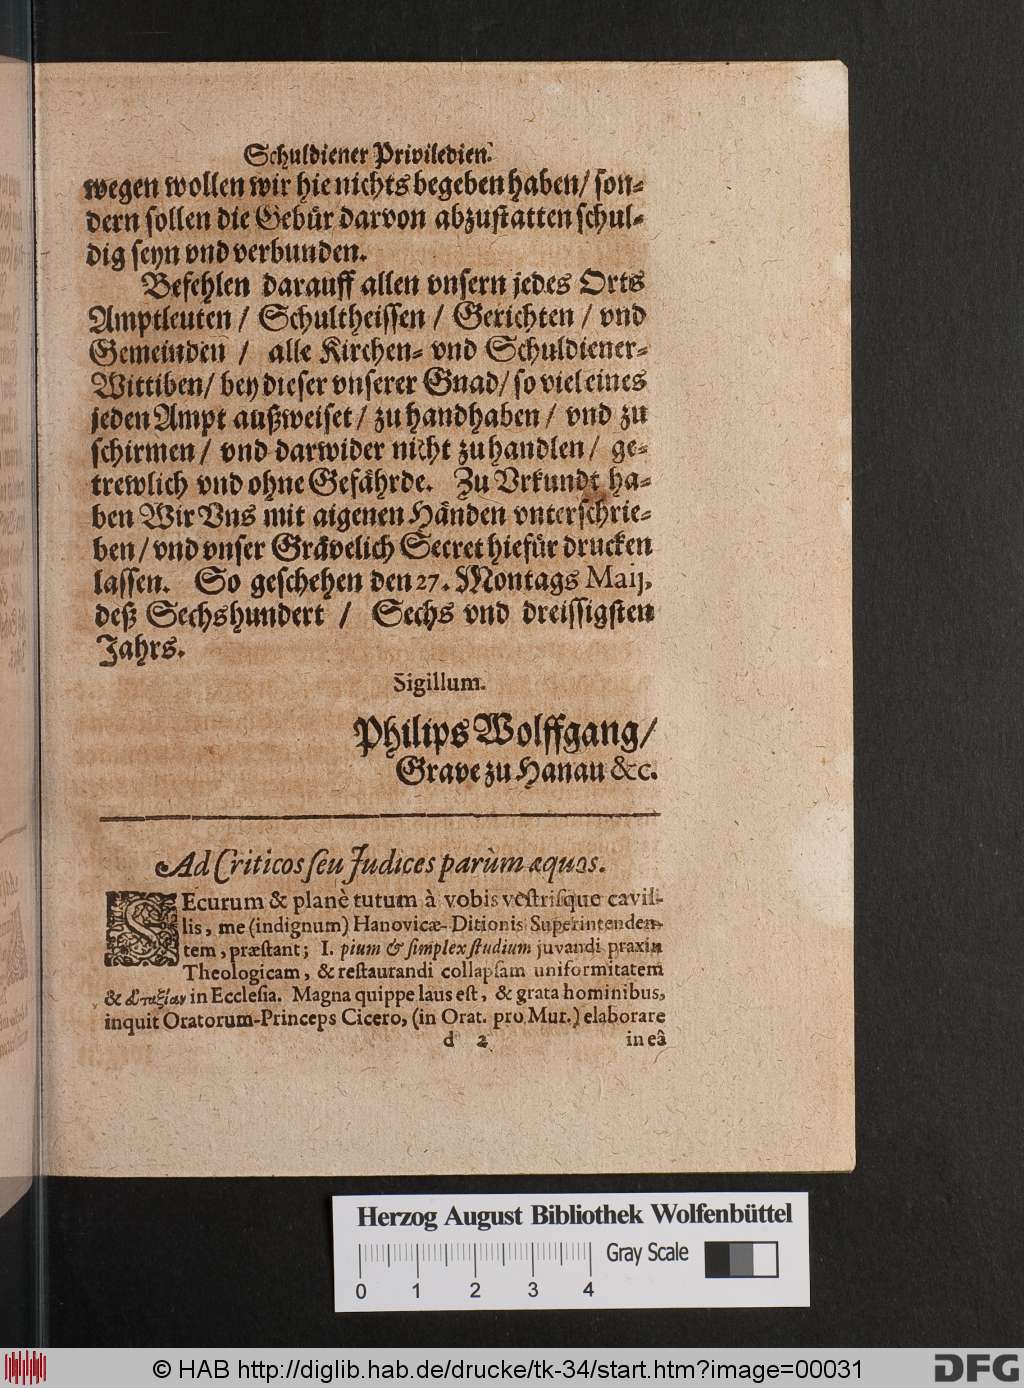 Schuldiener Priviledien.
wegen wollen wir hie nichts begeben haben/ son-
dern sollen die Gebür darvon abzustatten schul-
dig seyn vnd verbunden.
Befehlen darauff allen vnsern jedes Orts
Amptleuten / Schultheissen / Gerichten / vnd
Gemeinden / alle Kirchen- vnd Schuldiener-
Wittiben/ bey dieser vnserer Gnad/ so viel eines
jeden Ampt außweiset / zu handhaben / vnd zu
schirmen / vnd darwider nicht zu handlen / ge-
trewlich vnd ohne Gefährde. Zu Vrkundt ha-
ben Wir Vns mit aigenen Händen vnterschrie-
ben / vnd vnser Grävelich Secret hiefür drucken
lassen. So geschehen den 27. Montags Maij,
deß Sechshundert / Sechs vnd dreissigsten
Jahrs.
Sigillum.
Philips Wolffgang/
Grave zu Hanau &c.
Ad Criticos seu Judices parùm æquos.
SEcurum & planè tutum à vobis vestrisque cavil-
lis, me (indignum) Hanovicæ-Ditionis Superintenden-
tem, præstant; I. pium & simplex studium juvandi praxin
Theologicam, & restaurandi collapsam uniformitatem
& ἐυταξίαν in Ecclesia. Magna quippe laus est, & grata hominibus,
inquit Oratorum-Princeps Cicero, (in Orat. pro Mur.) elaborare
d 2 in eâ
Herzog August Bibliothek Wolfenbüttel
Gray Scale
0 1 2 3 4
© HAB http://diglib.hab.de/drucke/tk-34/start.htm?image=00031
DFG